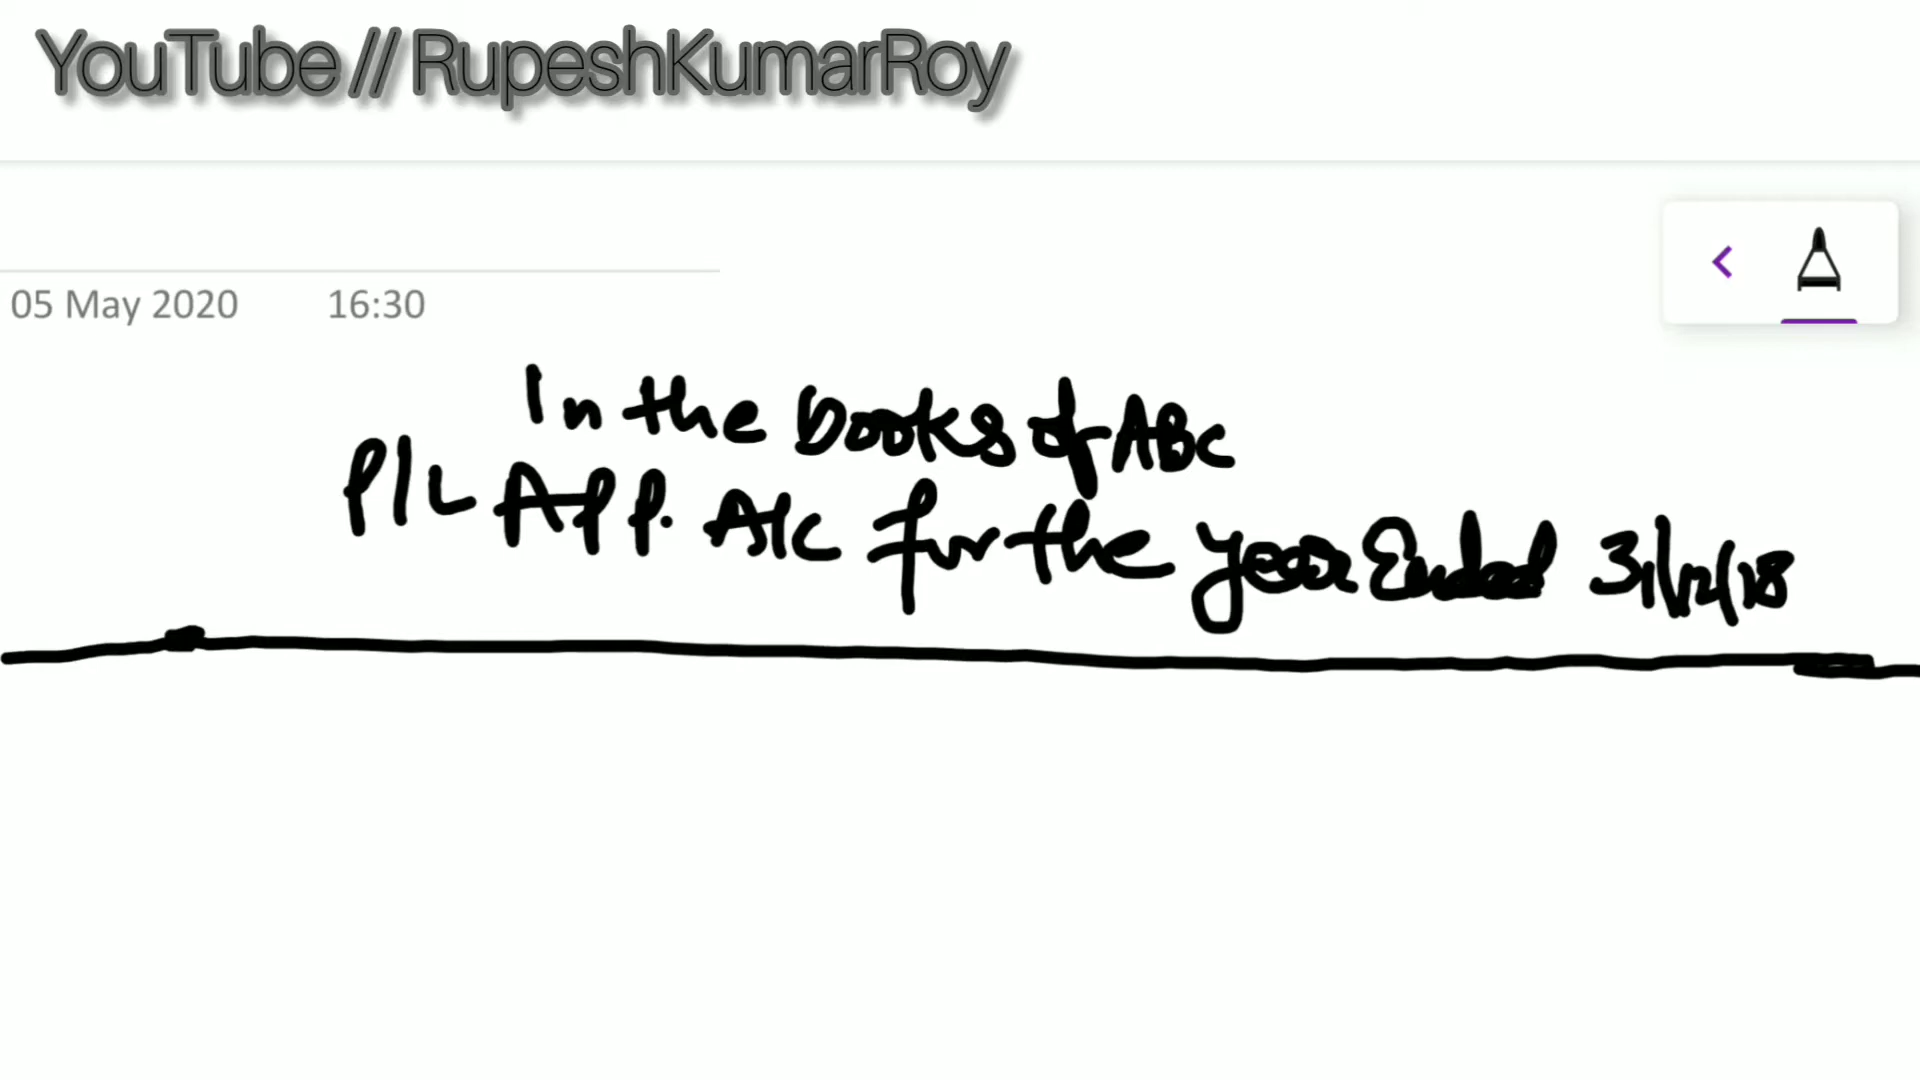 YouTube // RupeshKumarRoy
05 May 2020 16:30
In the books of ABC
P/L App. A/c for the year Ended 31/12/18